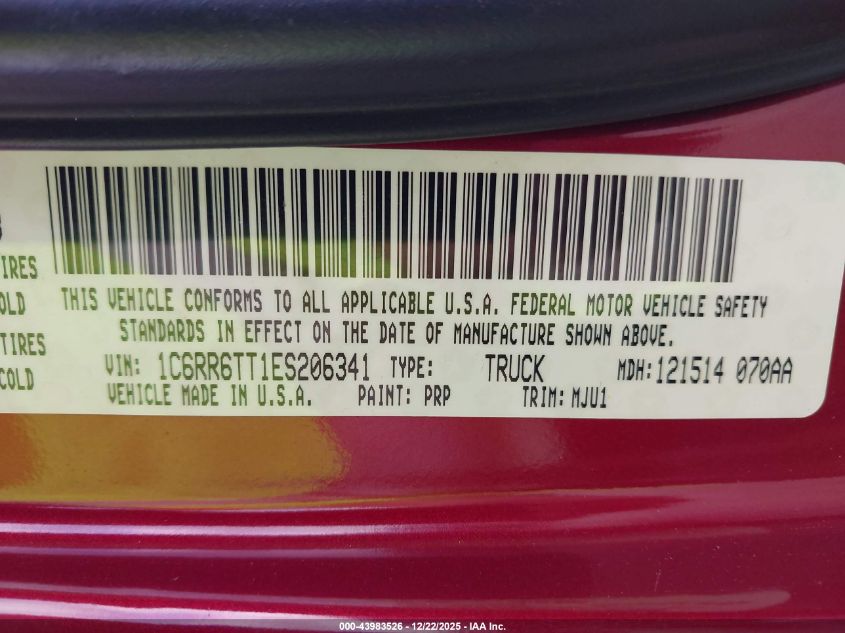 IRES
OLD
TIRES
COLD
THIS VEHICLE CONFORMS TO ALL APPLICABLE U.S.A. FEDERAL MOTOR VEHICLE SAFETY
STANDARDS IN EFFECT ON THE DATE OF MANUFACTURE SHOWN ABOVE.
VIN: 1C6RR6TT1ES206341 TYPE: TRUCK MDH: 121514 070AA
VEHICLE MADE IN U.S.A. PAINT: PRP TRIM: MJU1
000-43983526 - 12/22/2025 - IAA Inc.